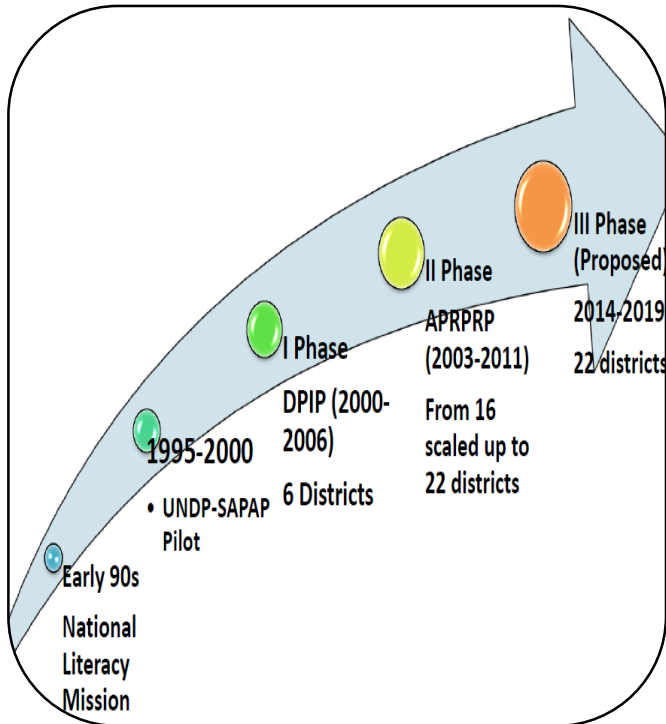 Early 90s
National
Literacy
Mission
1995-2000
• UNDP-SAPAP
Pilot
I Phase
DPIP (2000-
2006)
6 Districts
II Phase
APRPRP
(2003-2011)
From 16
scaled up to
22 districts
III Phase
(Proposed)
2014-2019
22 districts